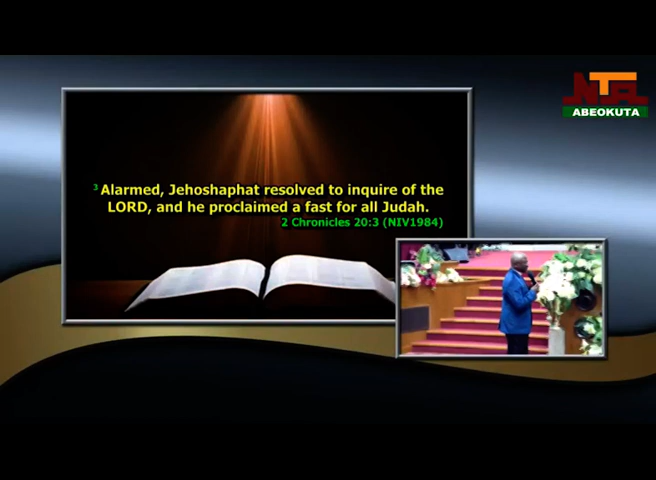 NTA
ABEOKUTA
3 Alarmed, Jehoshaphat resolved to inquire of the
LORD, and he proclaimed a fast for all Judah.
2 Chronicles 20:3 (NIV1984)